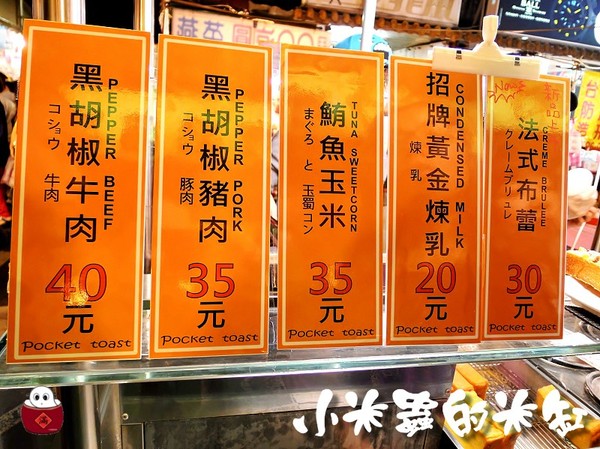 黑胡椒牛肉
PEPPER BEEF
コショウ 牛肉
40
元
Pocket toast
黑胡椒豬肉
PEPPER PORK
コショウ 豚肉
35
元
Pocket toast
鮪魚玉米
TUNA SWEETCORN
まぐろ と 玉蜀コン
35
元
Pocket toast
招牌黃金煉乳
CONDENSED MILK
煉乳
20
元
Pocket toast
新品上
法式布蕾
CREME BRULEE
クレームブリュレ
30
元
Pocket toast
小米蟲的米缸